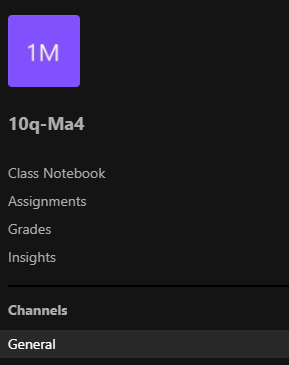 1M
10q-Ma4
Class Notebook
Assignments
Grades
Insights
Channels
General